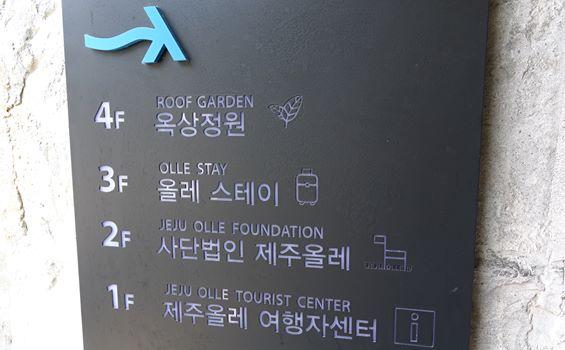 4F
ROOF GARDEN
옥상정원
3F
OLLE STAY
올레 스테이
2F
JEJU OLLE FOUNDATION
사단법인 제주올레
1F
JEJU OLLE TOURIST CENTER
제주올레 여행자센터
i